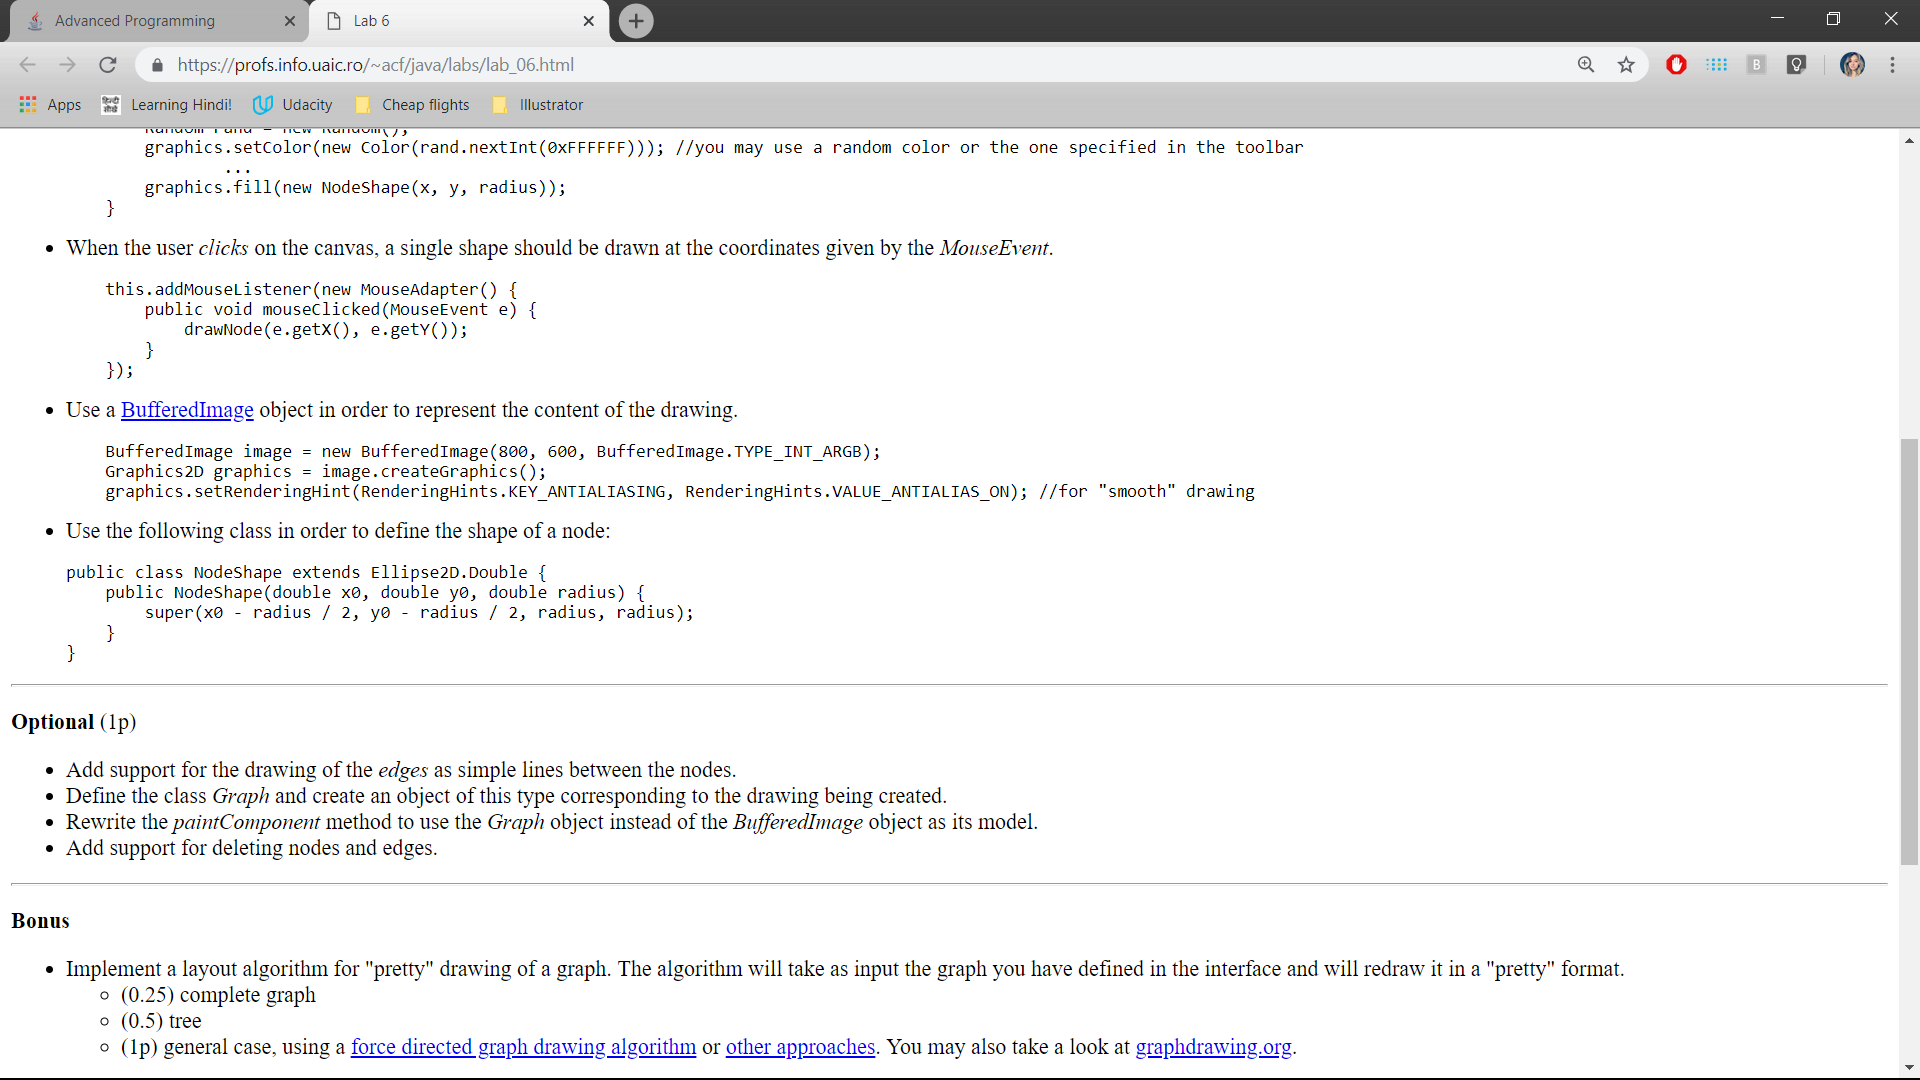 Advanced Programming
Lab 6
https://profs.info.uaic.ro/~acf/java/labs/lab_06.html
B
Apps
Learning Hindi!
Udacity
Cheap flights
Illustrator
Random rand = new Random();
graphics.setColor(new Color(rand.nextInt(0xFFFFFF))); //you may use a random color or the one specified in the toolbar
...
graphics.fill(new NodeShape(x, y, radius));
}
• When the user clicks on the canvas, a single shape should be drawn at the coordinates given by the MouseEvent.
this.addMouseListener(new MouseAdapter() {
public void mouseClicked(MouseEvent e) {
drawNode(e.getX(), e.getY());
}
});
• Use a BufferedImage object in order to represent the content of the drawing.
BufferedImage image = new BufferedImage(800, 600, BufferedImage.TYPE_INT_ARGB);
Graphics2D graphics = image.createGraphics();
graphics.setRenderingHint(RenderingHints.KEY_ANTIALIASING, RenderingHints.VALUE_ANTIALIAS_ON); //for "smooth" drawing
• Use the following class in order to define the shape of a node:
public class NodeShape extends Ellipse2D.Double {
public NodeShape(double x0, double y0, double radius) {
super(x0 - radius / 2, y0 - radius / 2, radius, radius);
}
}
Optional (1p)
• Add support for the drawing of the edges as simple lines between the nodes.
• Define the class Graph and create an object of this type corresponding to the drawing being created.
• Rewrite the paintComponent method to use the Graph object instead of the BufferedImage object as its model.
• Add support for deleting nodes and edges.
Bonus
• Implement a layout algorithm for "pretty" drawing of a graph. The algorithm will take as input the graph you have defined in the interface and will redraw it in a "pretty" format.
◦ (0.25) complete graph
◦ (0.5) tree
◦ (1p) general case, using a force directed graph drawing algorithm or other approaches. You may also take a look at graphdrawing.org.